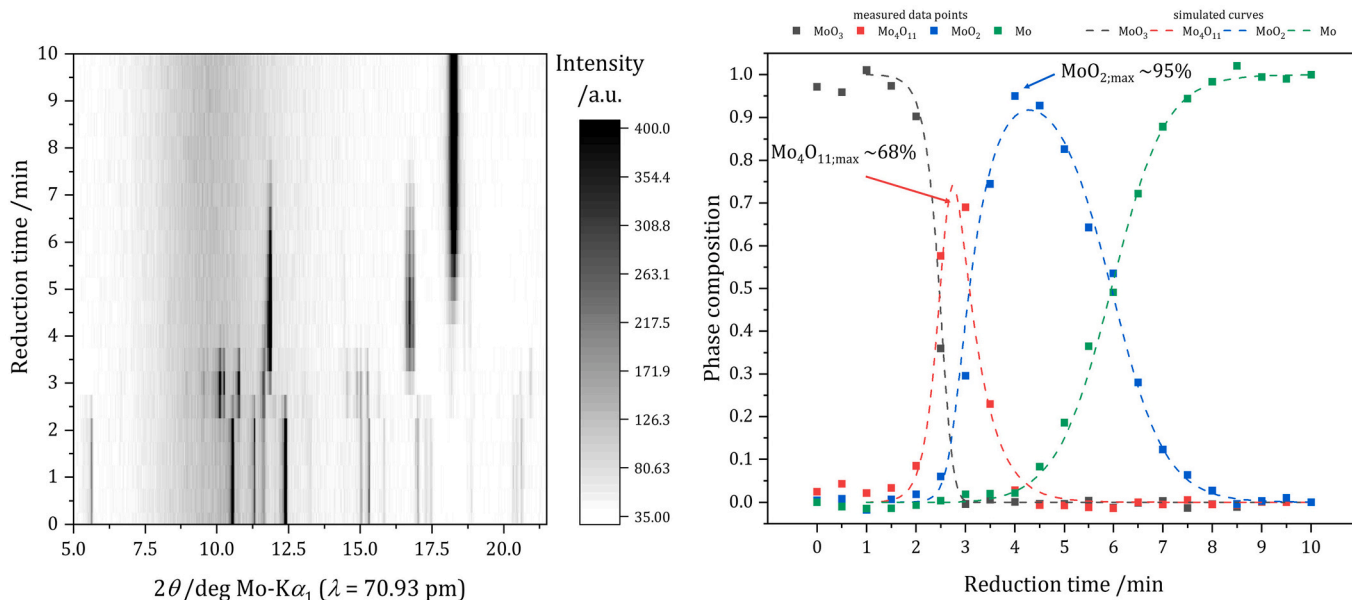 10
9
8
7
6
5
4
3
2
1
0
Reduction time /min
5.0 7.5 10.0 12.5 15.0 17.5 20.0
2θ/deg Mo-Kα₁ (λ = 70.93 pm)
Intensity
/a.u.
400.0
354.4
308.8
263.1
217.5
171.9
126.3
80.63
35.00
measured data points simulated curves
MoO₃ Mo₄O₁₁ MoO₂ Mo MoO₃ Mo₄O₁₁ MoO₂ Mo
1.0
0.9
0.8
0.7
0.6
0.5
0.4
0.3
0.2
0.1
0.0
Phase composition
MoO₂;max ~95%
Mo₄O₁₁;max ~68%
0 1 2 3 4 5 6 7 8 9 10
Reduction time /min